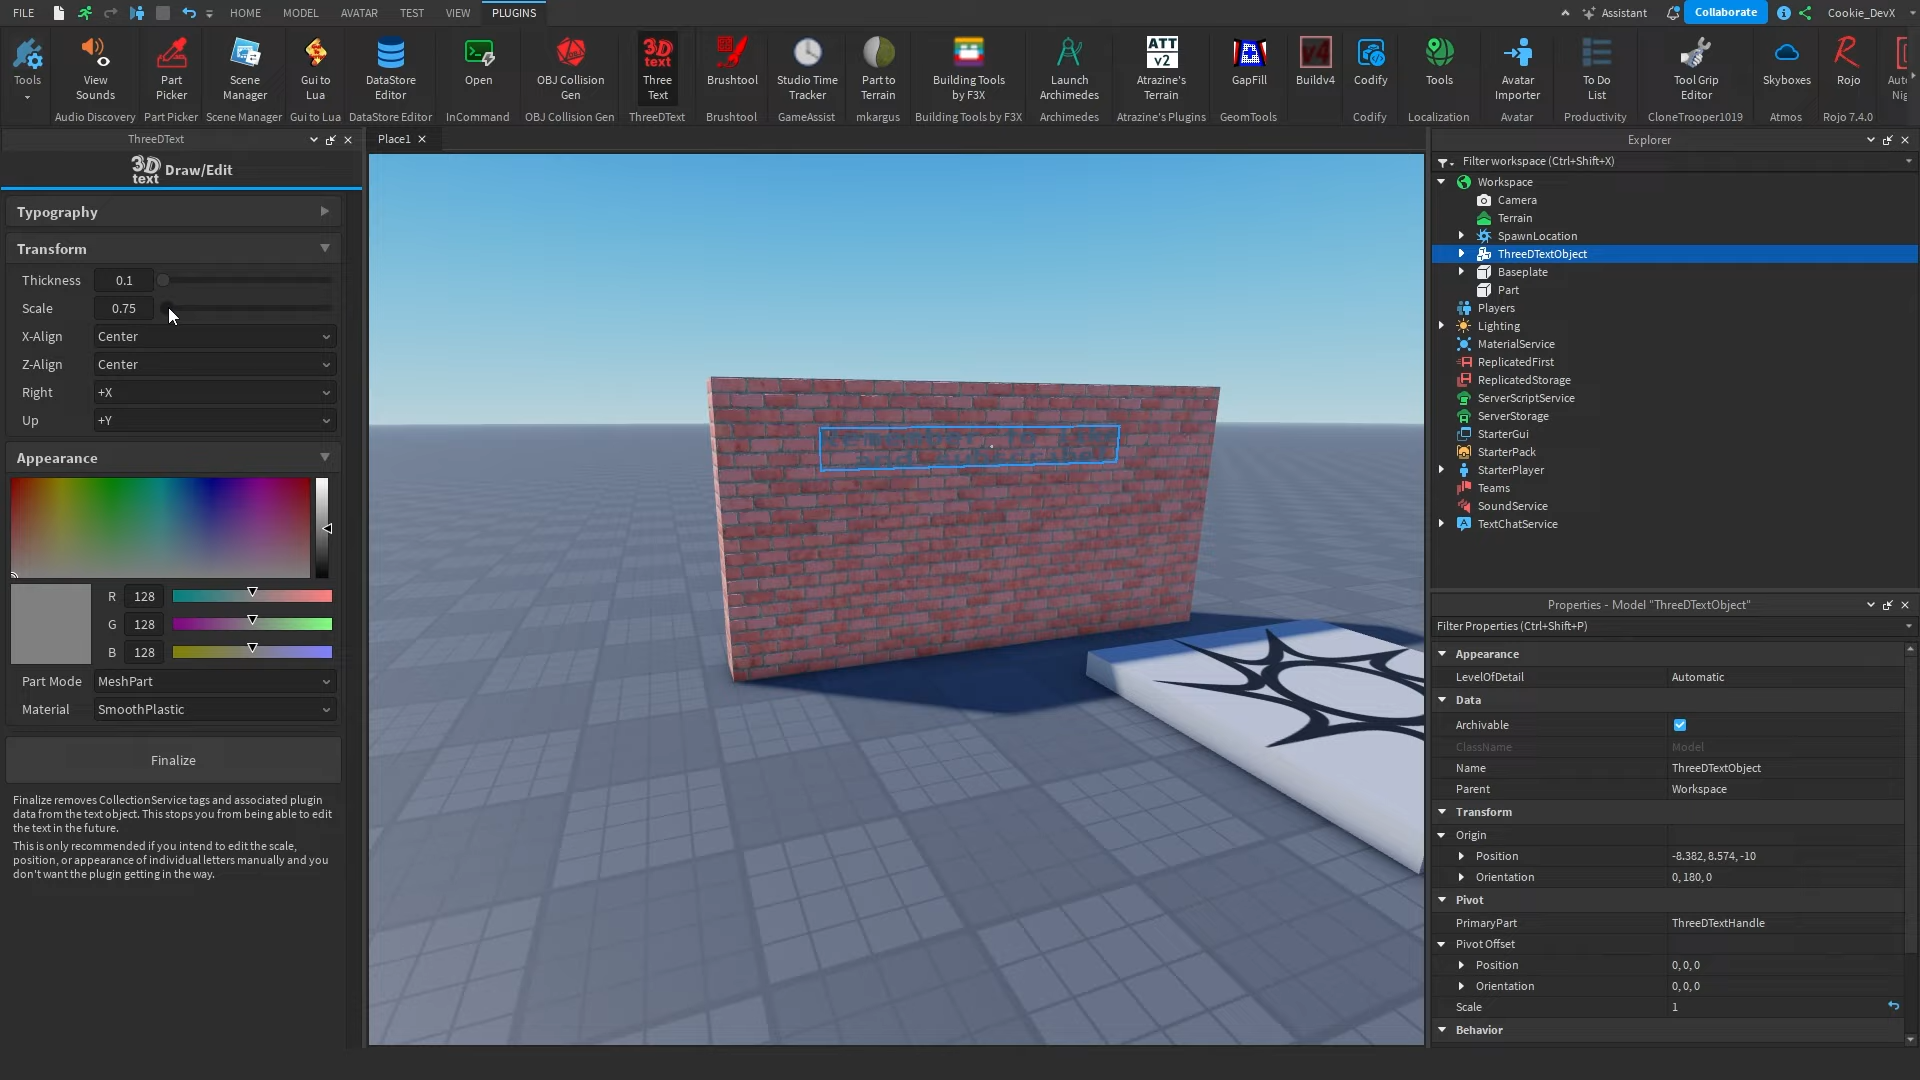 FILE HOME MODEL AVATAR TEST VIEW PLUGINS Assistant Collaborate Cookie_DevX
Tools
View Sounds
Audio Discovery
Part Picker
Part Picker
Scene Manager
Scene Manager
Gui to Lua
Gui to Lua
DataStore Editor
DataStore Editor
Open
InCommand
OBJ Collision Gen
OBJ Collision Gen
3D text
Three Text
ThreeDText
Brushtool
Brushtool
Studio Time Tracker
GameAssist
Part to Terrain
mkargus
Building Tools by F3X
Building Tools by F3X
Launch Archimedes
Archimedes
ATT v2
Atrazine's Terrain
Atrazine's Plugins
GapFill
GeomTools
v4
Buildv4
Codify
Codify
Tools
Localization
Avatar Importer
Avatar
To Do List
Productivity
Tool Grip Editor
CloneTrooper1019
Skyboxes
Atmos
Rojo
Rojo 7.4.0
ThreeDText
3D text Draw/Edit
Typography
Transform
Thickness 0.1
Scale 0.75
X-Align Center
Z-Align Center
Right +X
Up +Y
Appearance
R 128
G 128
B 128
Part Mode MeshPart
Material SmoothPlastic
Finalize
Finalize removes CollectionService tags and associated plugin
data from the text object. This stops you from being able to edit
the text in the future.
This is only recommended if you intend to edit the scale,
position, or appearance of individual letters manually and you
don't want the plugin getting in the way.
Place1
Explorer
Filter workspace (Ctrl+Shift+X)
Workspace
Camera
Terrain
SpawnLocation
ThreeDTextObject
Baseplate
Part
Players
Lighting
MaterialService
ReplicatedFirst
ReplicatedStorage
ServerScriptService
ServerStorage
StarterGui
StarterPack
StarterPlayer
Teams
SoundService
TextChatService
Properties - Model "ThreeDTextObject"
Filter Properties (Ctrl+Shift+P)
Appearance
LevelOfDetail Automatic
Data
Archivable
ClassName Model
Name ThreeDTextObject
Parent Workspace
Transform
Origin
Position -8.382, 8.574, -10
Orientation 0, 180, 0
Pivot
PrimaryPart ThreeDTextHandle
Pivot Offset
Position 0, 0, 0
Orientation 0, 0, 0
Scale 1
Behavior